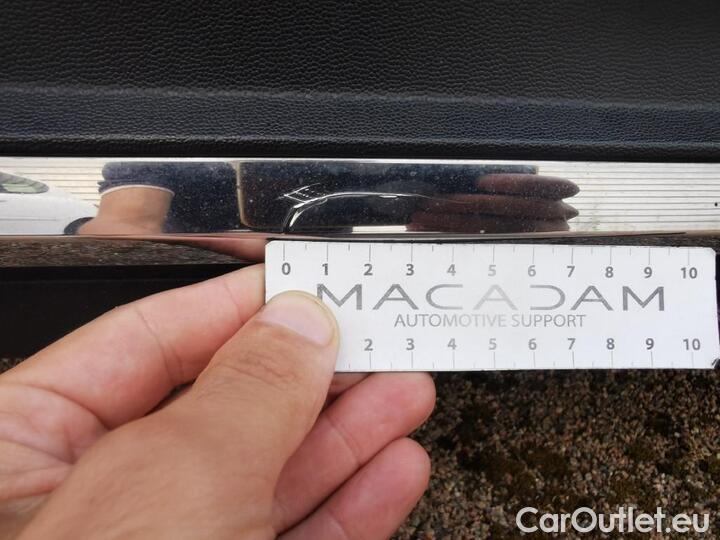 0 1 2 3 4 5 6 7 8 9 10
MACADAM
AUTOMOTIVE SUPPORT
2 3 4 5 6 7 8 9 10
CarOutlet.eu